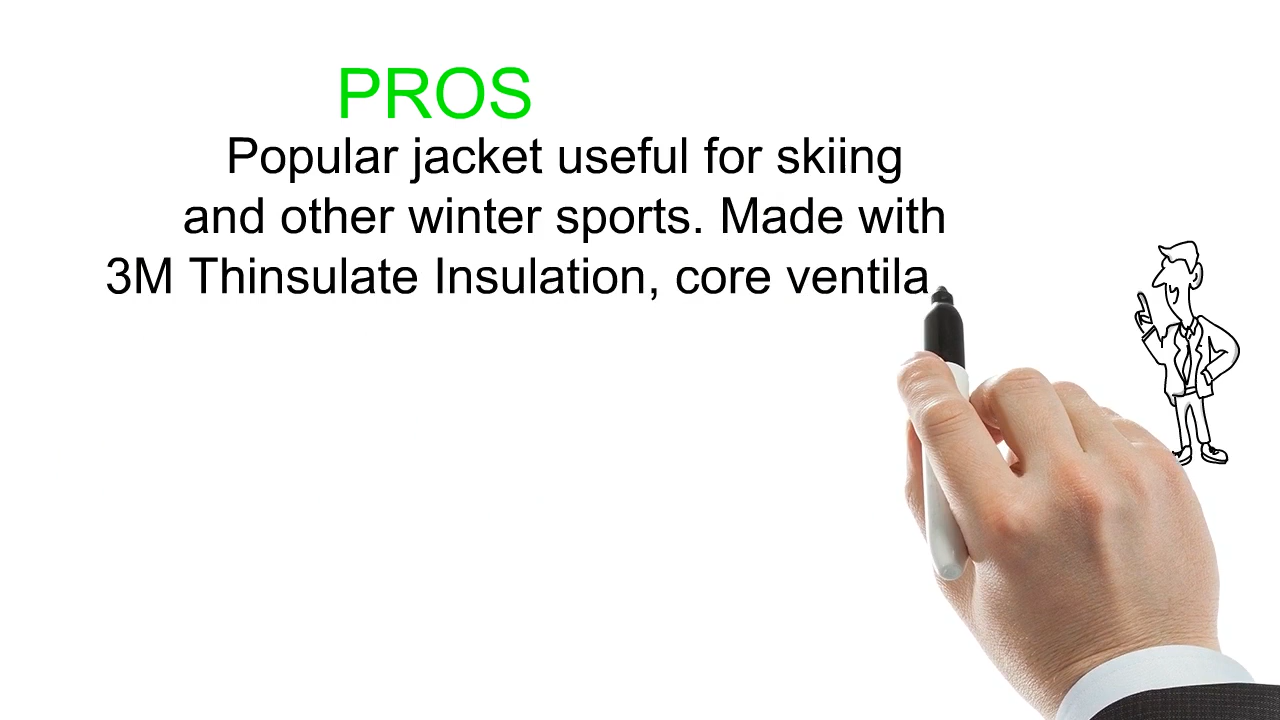 PROS
Popular jacket useful for skiing
and other winter sports. Made with
3M Thinsulate Insulation, core ventila